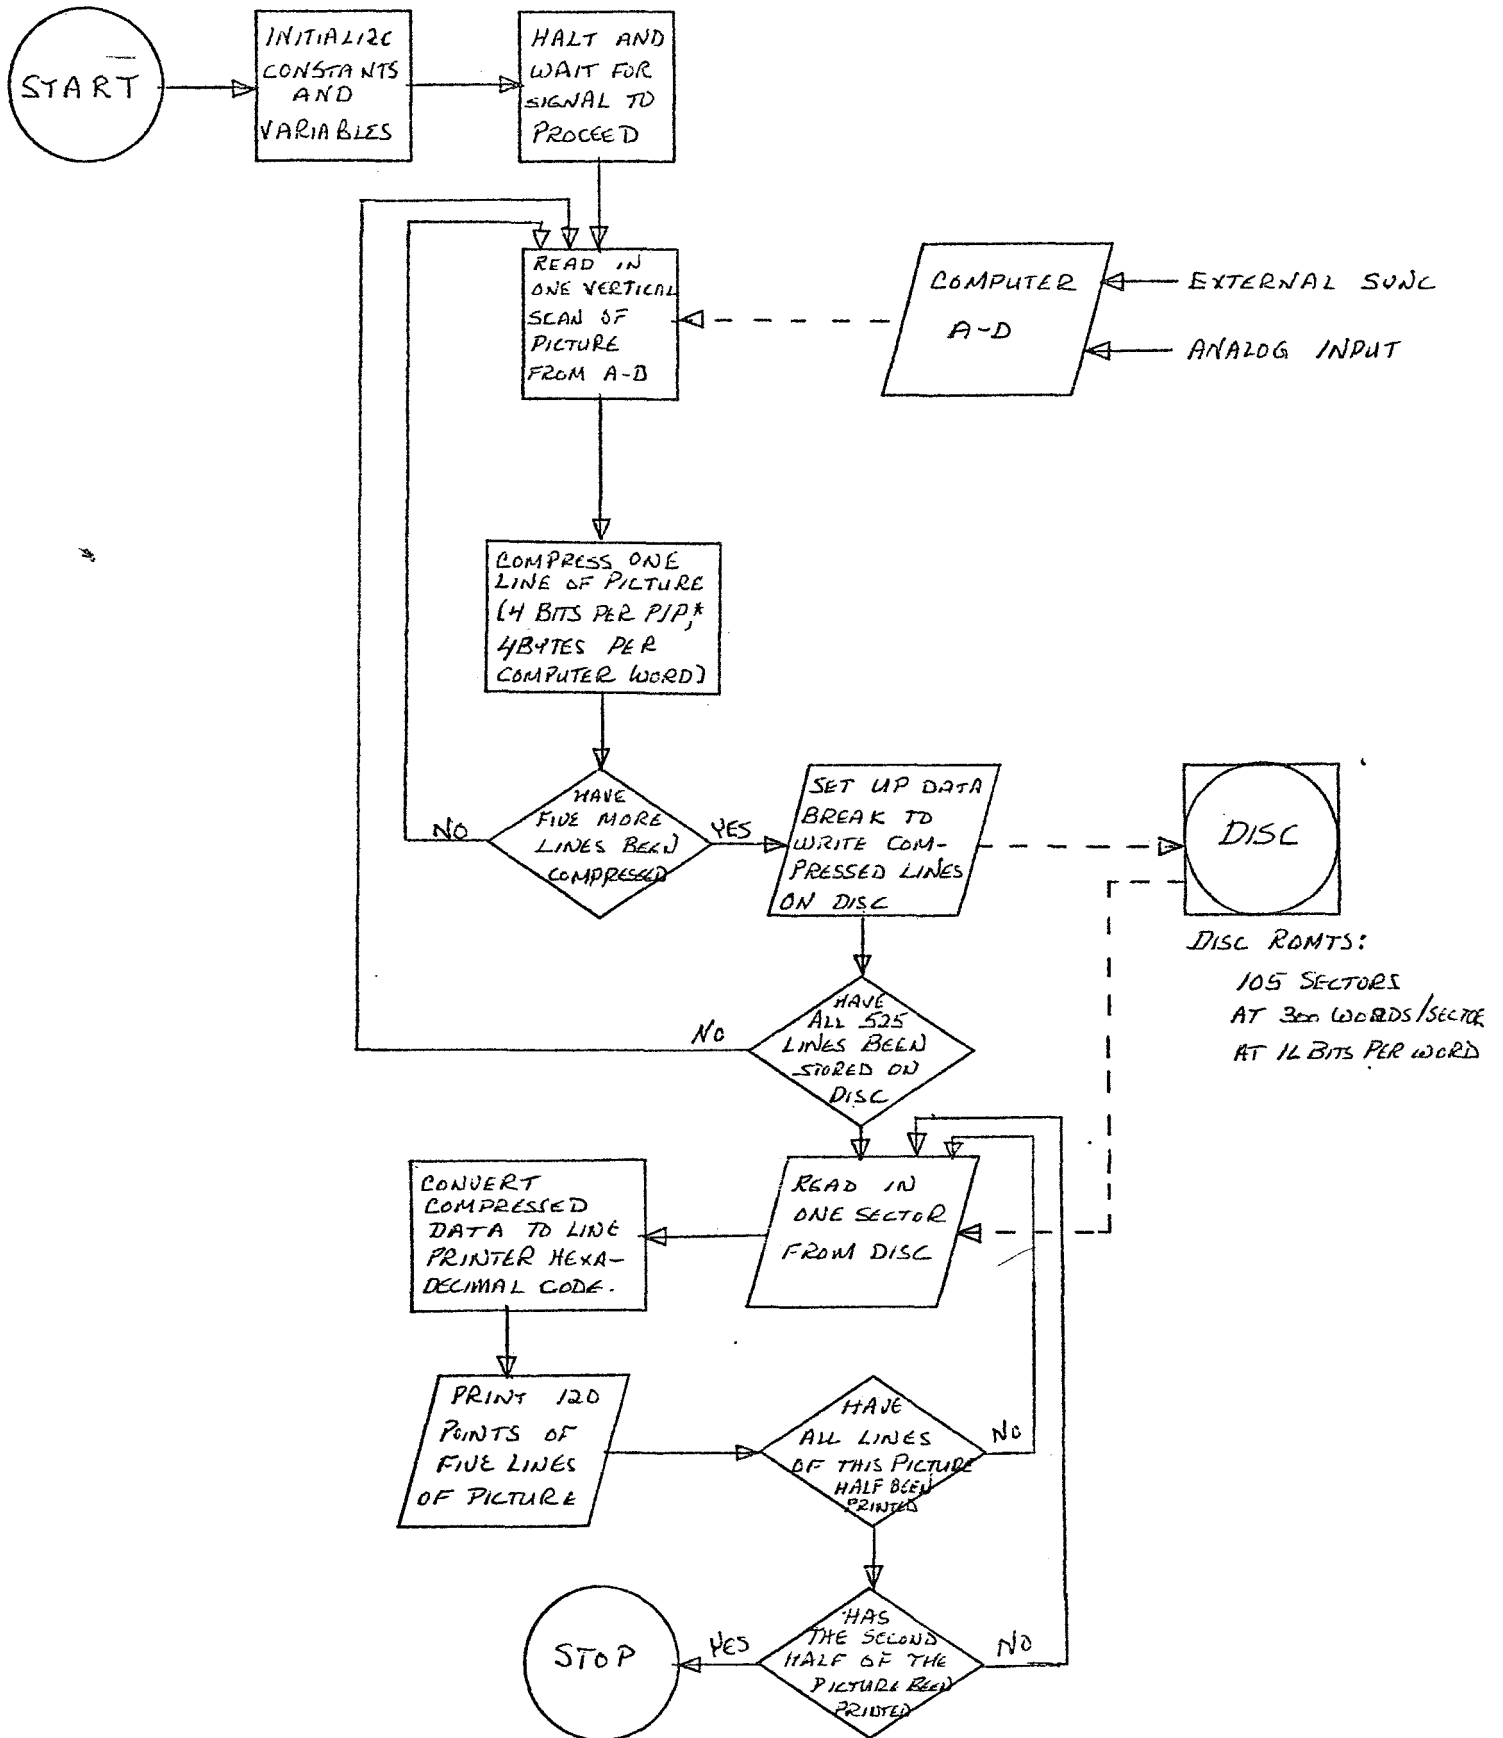 START
INITIALIZE
CONSTANTS
AND
VARIABLES
HALT AND
WAIT FOR
SIGNAL TO
PROCEED
READ IN
ONE VERTICAL
SCAN OF
PICTURE
FROM A-D
COMPUTER
A-D
EXTERNAL SYNC
ANALOG INPUT
COMPRESS ONE
LINE OF PICTURE
(4 BITS PER PIP,*
4 BYTES PER
COMPUTER WORD)
HAVE
FIVE MORE
LINES BEEN
COMPRESSED
NO
YES
SET UP DATA
BREAK TO
WRITE COM-
PRESSED LINES
ON DISC
DISC
DISC RQMTS:
105 SECTORS
AT 300 WORDS/SECTOR
AT 16 BITS PER WORD
HAVE
ALL 525
LINES BEEN
STORED ON
DISC
NO
READ IN
ONE SECTOR
FROM DISC
CONVERT
COMPRESSED
DATA TO LINE
PRINTER HEXA-
DECIMAL CODE.
PRINT 120
POINTS OF
FIVE LINES
OF PICTURE
HAVE
ALL LINES
OF THIS PICTURE
HALF BEEN
PRINTED
NO
HAS
THE SECOND
HALF OF THE
PICTURE BEEN
PRINTED
NO
YES
STOP